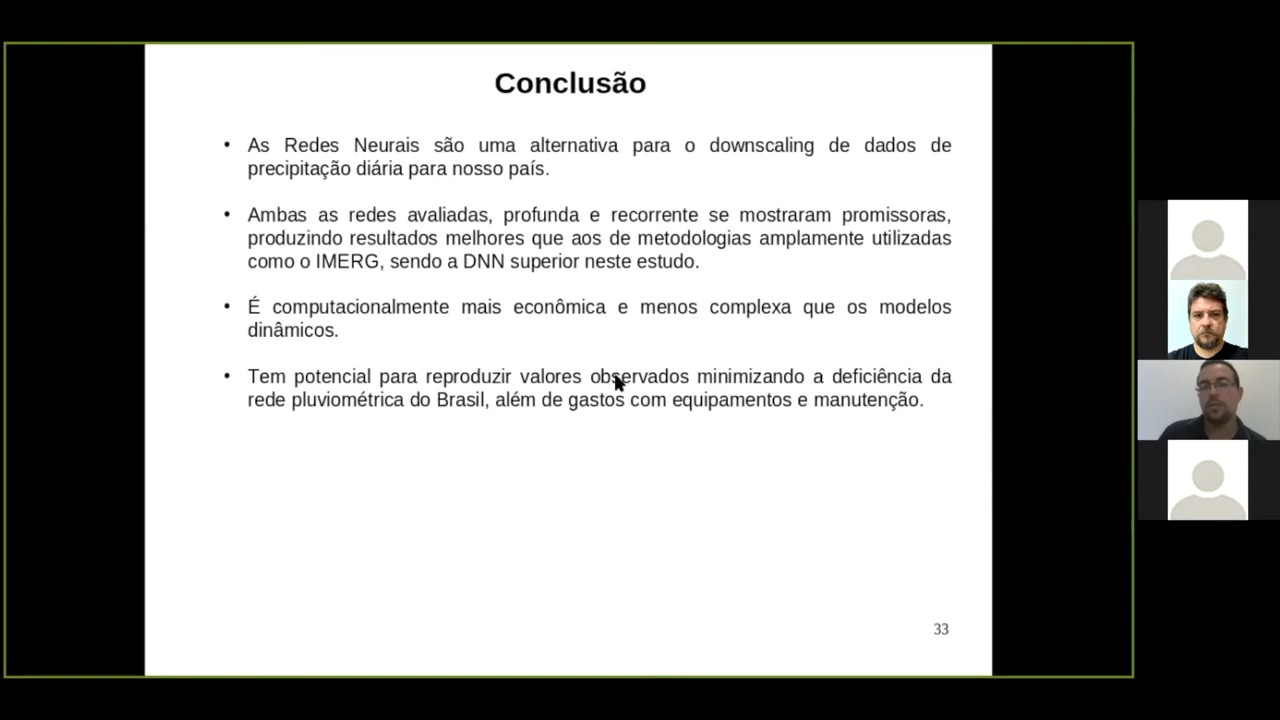 Conclusão
• As Redes Neurais são uma alternativa para o downscaling de dados de
precipitação diária para nosso país.
• Ambas as redes avaliadas, profunda e recorrente se mostraram promissoras,
produzindo resultados melhores que aos de metodologias amplamente utilizadas
como o IMERG, sendo a DNN superior neste estudo.
• É computacionalmente mais econômica e menos complexa que os modelos
dinâmicos.
• Tem potencial para reproduzir valores observados minimizando a deficiência da
rede pluviométrica do Brasil, além de gastos com equipamentos e manutenção.
33